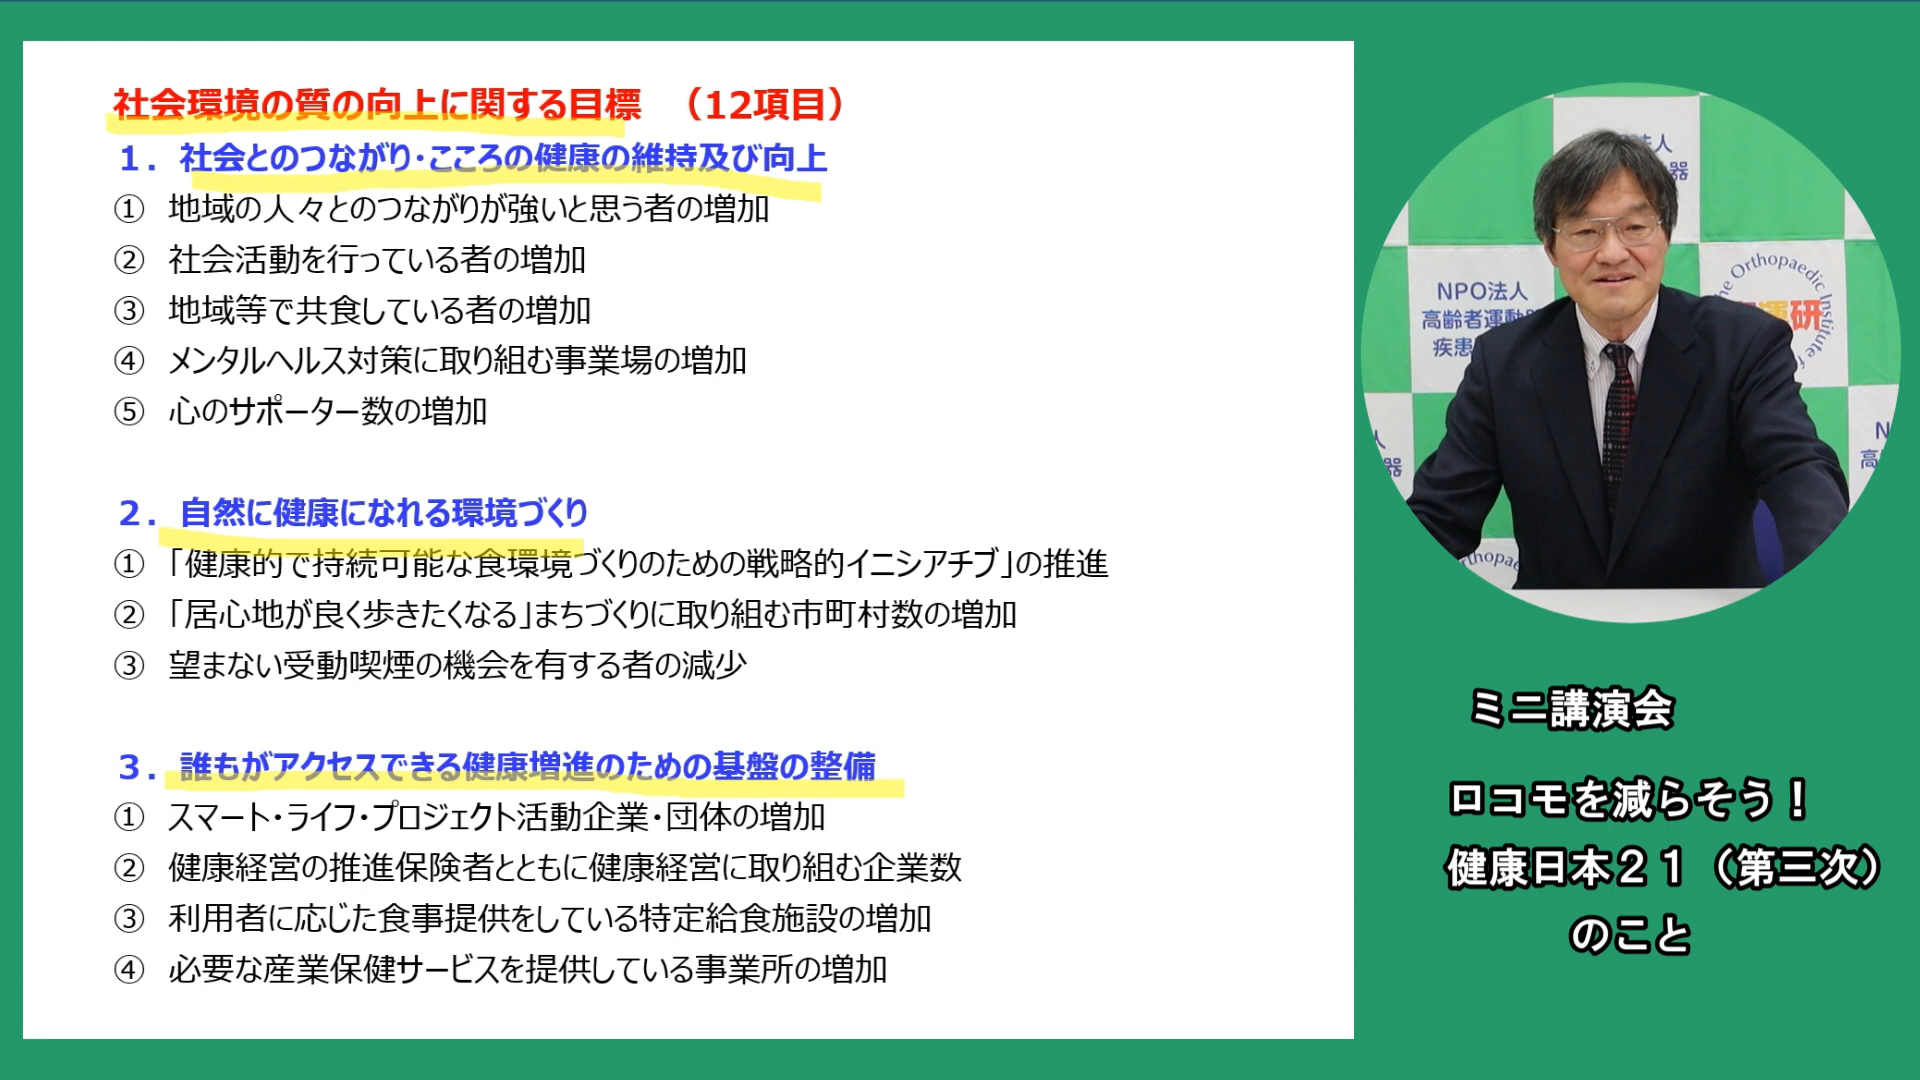 社会環境の質の向上に関する目標　（12項目）
１．社会とのつながり・こころの健康の維持及び向上
①　地域の人々とのつながりが強いと思う者の増加
②　社会活動を行っている者の増加
③　地域等で共食している者の増加
④　メンタルヘルス対策に取り組む事業場の増加
⑤　心のサポーター数の増加
２．自然に健康になれる環境づくり
①　「健康的で持続可能な食環境づくりのための戦略的イニシアチブ」の推進
②　「居心地が良く歩きたくなる」まちづくりに取り組む市町村数の増加
③　望まない受動喫煙の機会を有する者の減少
３．誰もがアクセスできる健康増進のための基盤の整備
①　スマート・ライフ・プロジェクト活動企業・団体の増加
②　健康経営の推進保険者とともに健康経営に取り組む企業数
③　利用者に応じた食事提供をしている特定給食施設の増加
④　必要な産業保健サービスを提供している事業所の増加
NPO法人
高齢者運動
疾患
Orthopaedic Institute
研
ミニ講演会
ロコモを減らそう！
健康日本２１（第三次）
のこと